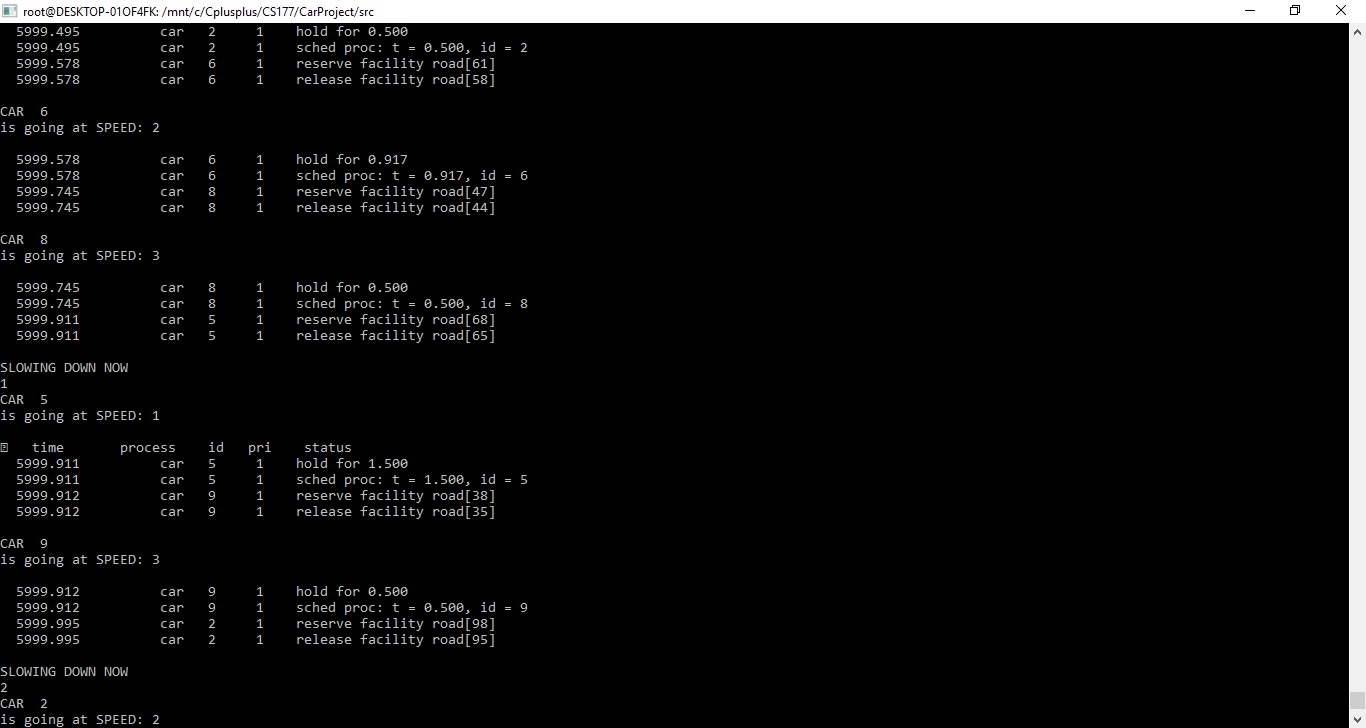 root@DESKTOP-01OF4FK: /mnt/c/Cplusplus/CS177/CarProject/src
5999.495 car 2 1 hold for 0.500
5999.495 car 2 1 sched proc: t = 0.500, id = 2
5999.578 car 6 1 reserve facility road[61]
5999.578 car 6 1 release facility road[58]
CAR 6
is going at SPEED: 2
5999.578 car 6 1 hold for 0.917
5999.578 car 6 1 sched proc: t = 0.917, id = 6
5999.745 car 8 1 reserve facility road[47]
5999.745 car 8 1 release facility road[44]
CAR 8
is going at SPEED: 3
5999.745 car 8 1 hold for 0.500
5999.745 car 8 1 sched proc: t = 0.500, id = 8
5999.911 car 5 1 reserve facility road[68]
5999.911 car 5 1 release facility road[65]
SLOWING DOWN NOW
1
CAR 5
is going at SPEED: 1
time process id pri status
5999.911 car 5 1 hold for 1.500
5999.911 car 5 1 sched proc: t = 1.500, id = 5
5999.912 car 9 1 reserve facility road[38]
5999.912 car 9 1 release facility road[35]
CAR 9
is going at SPEED: 3
5999.912 car 9 1 hold for 0.500
5999.912 car 9 1 sched proc: t = 0.500, id = 9
5999.995 car 2 1 reserve facility road[98]
5999.995 car 2 1 release facility road[95]
SLOWING DOWN NOW
2
CAR 2
is going at SPEED: 2